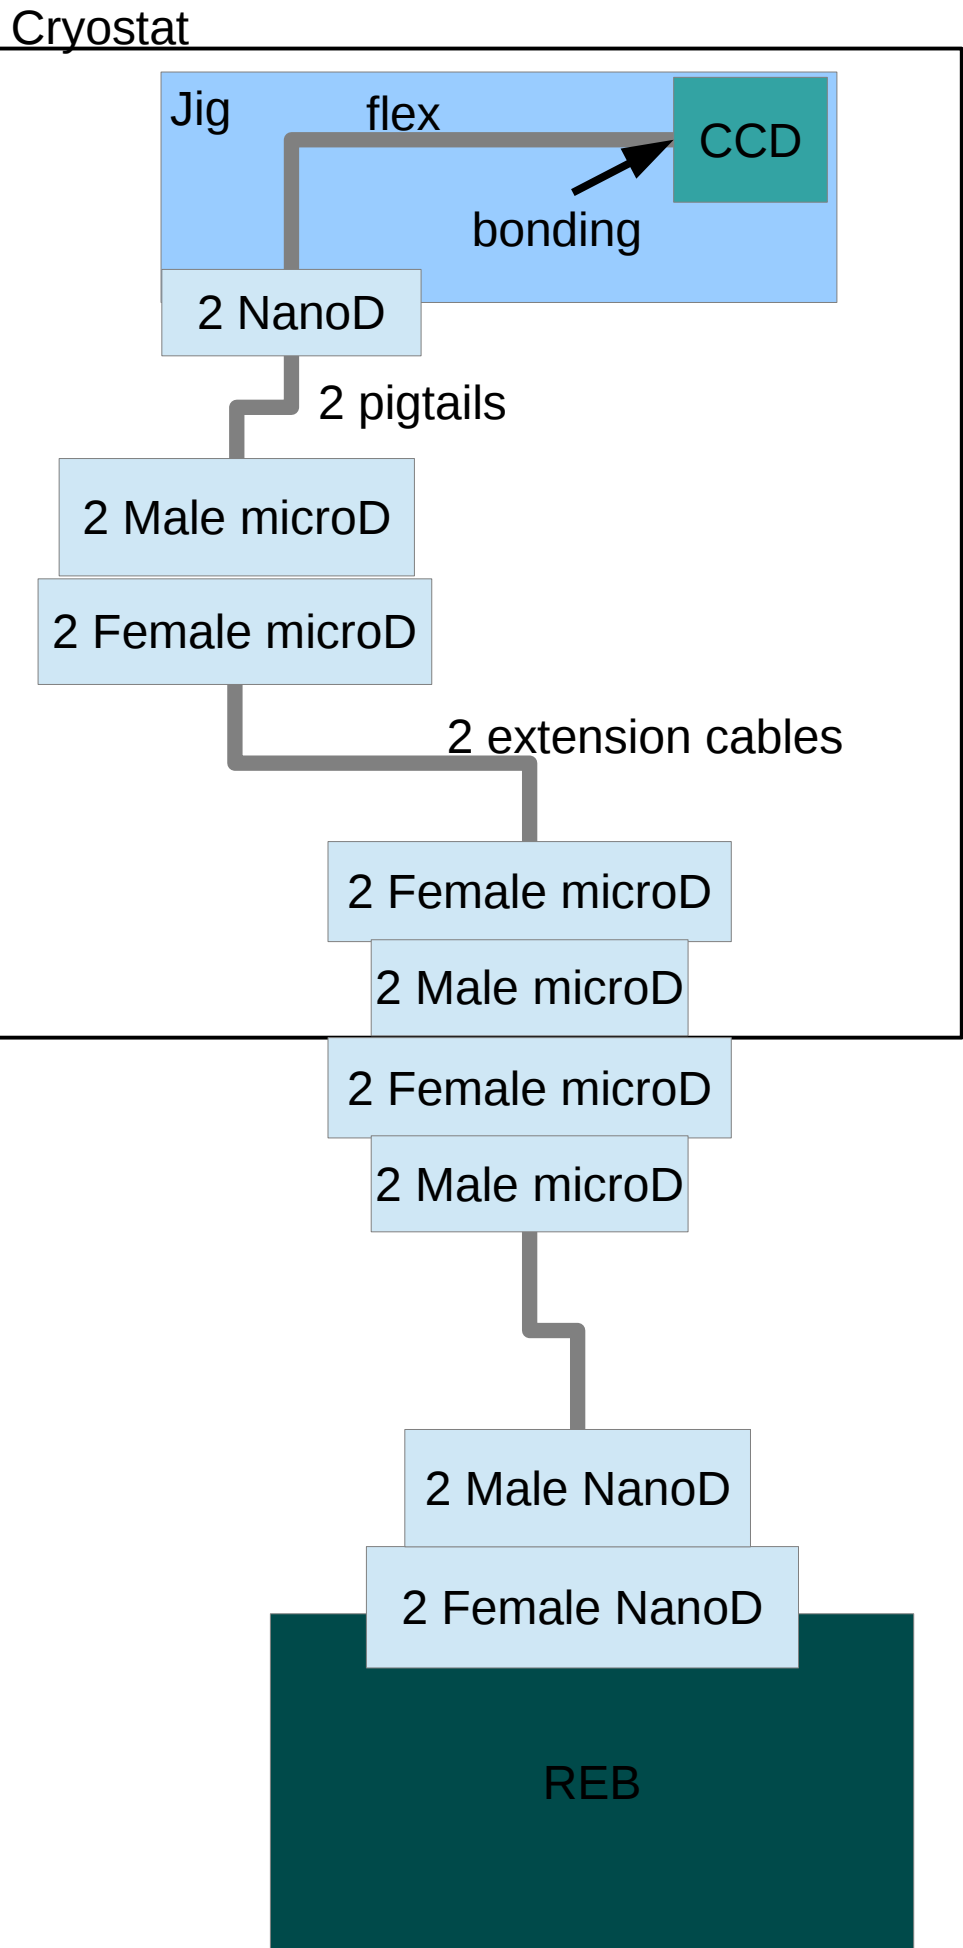 Cryostat
Jig
flex
CCD
bonding
2 NanoD
2 pigtails
2 Male microD
2 Female microD
2 extension cables
2 Female microD
2 Male microD
2 Female microD
2 Male microD
2 Male NanoD
2 Female NanoD
REB